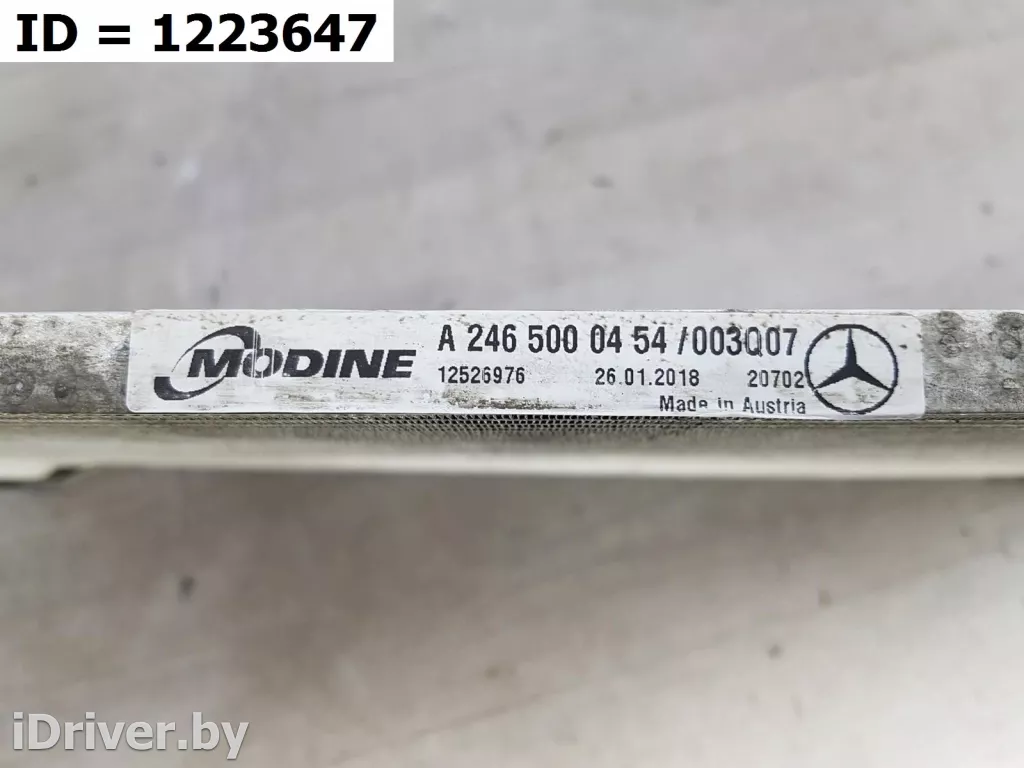 ID = 1223647
MODINE
A 246 500 04 54 /003Q07
12526976 26.01.2018 20702
Made in Austria
iDriver.by